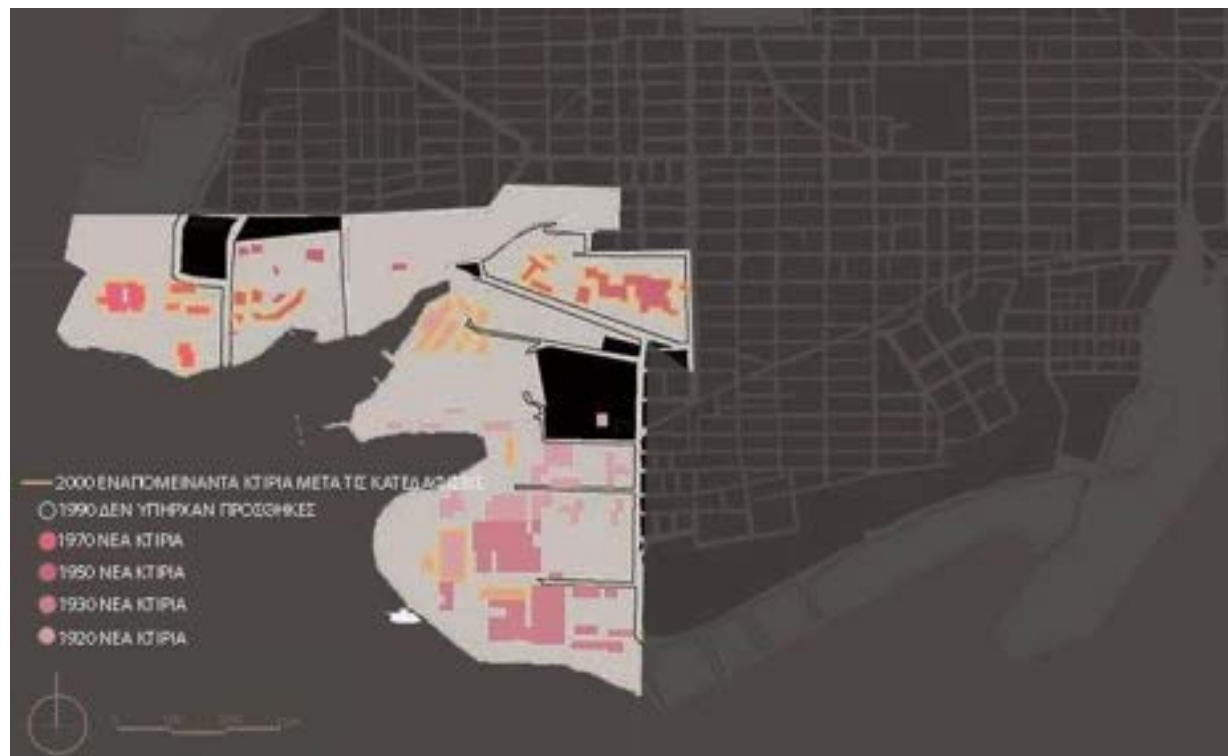 2000 ΕΝΑΠΟΜΕΙΝΑΝΤΑ ΚΤΙΡΙΑ ΜΕΤΑ ΤΙΣ
1990 ΔΕΝ ΥΠΗΡΧΑΝ ΠΡΟΣΘΗΚΕΣ
1970 ΝΕΑ ΚΤΙΡΙΑ
1950 ΝΕΑ ΚΤΙΡΙΑ
1930 ΝΕΑ ΚΤΙΡΙΑ
1920 ΝΕΑ ΚΤΙΡΙΑ